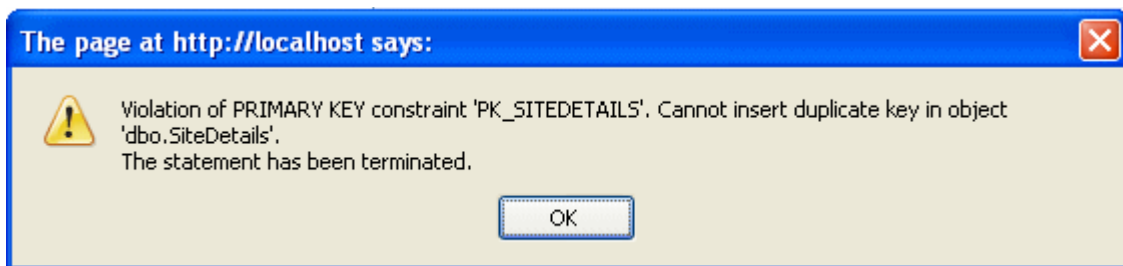 The page at http://localhost says:
Violation of PRIMARY KEY constraint 'PK_SITEDETAILS'. Cannot insert duplicate key in object
'dbo.SiteDetails'.
The statement has been terminated.
OK